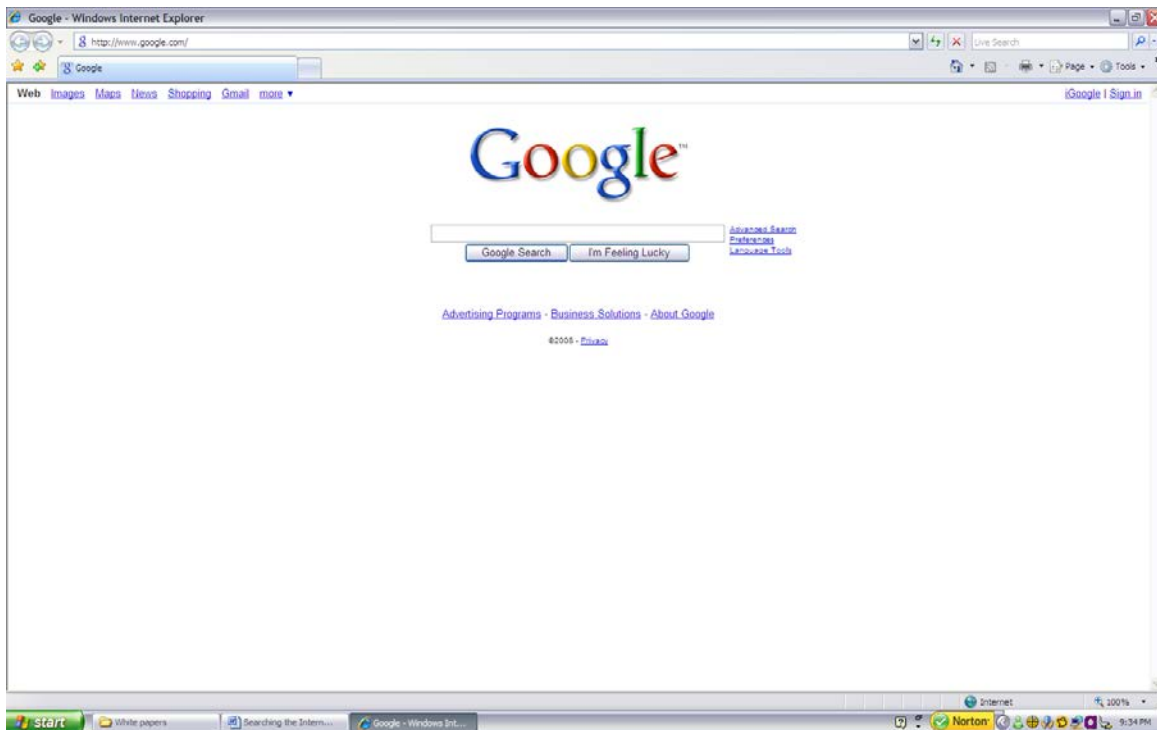 Google - Windows Internet Explorer
http://www.google.com/
Live Search
Google
Page
Tools
Web Images Maps News Shopping Gmail more
iGoogle | Sign in
Google™
Advanced Search
Preferences
Language Tools
Google Search
I'm Feeling Lucky
Advertising Programs - Business Solutions - About Google
©2008 - Privacy
Internet
100%
start
White papers
Searching the Intern...
Google - Windows Int...
Norton
9:34 PM